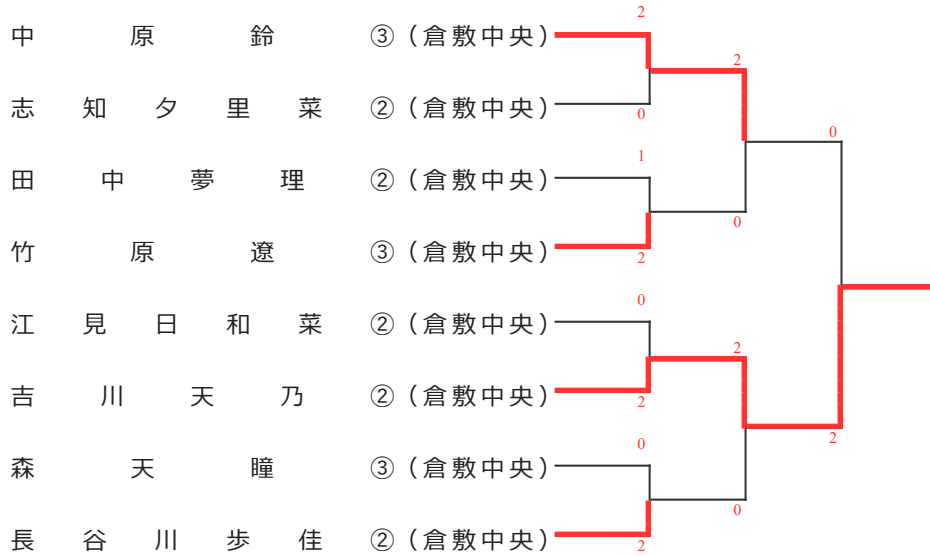 2
中原鈴 ③（倉敷中央）
2
志知夕里菜 ②（倉敷中央）
0
0
1
田中夢理 ②（倉敷中央）
0
竹原遼 ③（倉敷中央）
2
0
江見日和菜 ②（倉敷中央）
2
吉川天乃 ②（倉敷中央）
2
2
0
森天瞳 ③（倉敷中央）
0
長谷川歩佳 ②（倉敷中央）
2